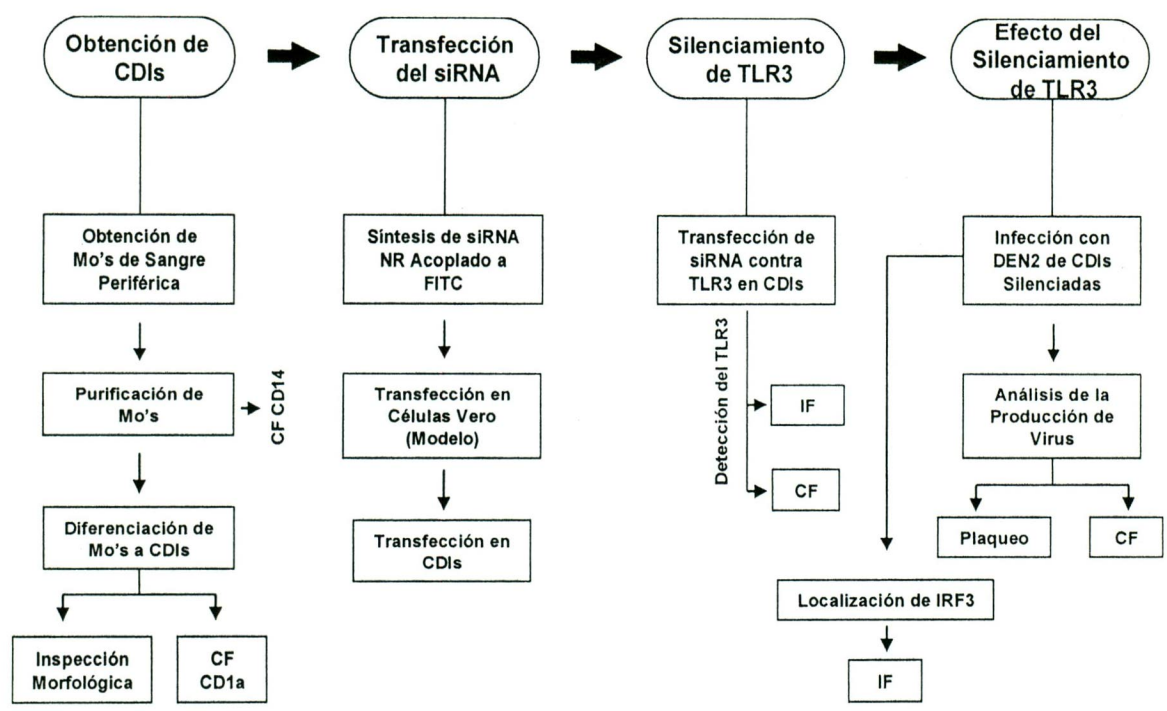 Obtención de
CDIs
Transfección
del siRNA
Silenciamiento
de TLR3
Efecto del
Silenciamiento
de TLR3
Obtención de
Mo's de Sangre
Periférica
Purificación de
Mo's
CF CD14
Diferenciación de
Mo's a CDIs
Inspección
Morfológica
CF
CD1a
Síntesis de siRNA
NR Acoplado a
FITC
Transfección en
Células Vero
(Modelo)
Transfección en
CDIs
Transfección de
siRNA contra
TLR3 en CDIs
Detección del TLR3
IF
CF
Infección con
DEN2 de CDIs
Silenciadas
Análisis de la
Producción de
Virus
Plaqueo
CF
Localización de IRF3
IF